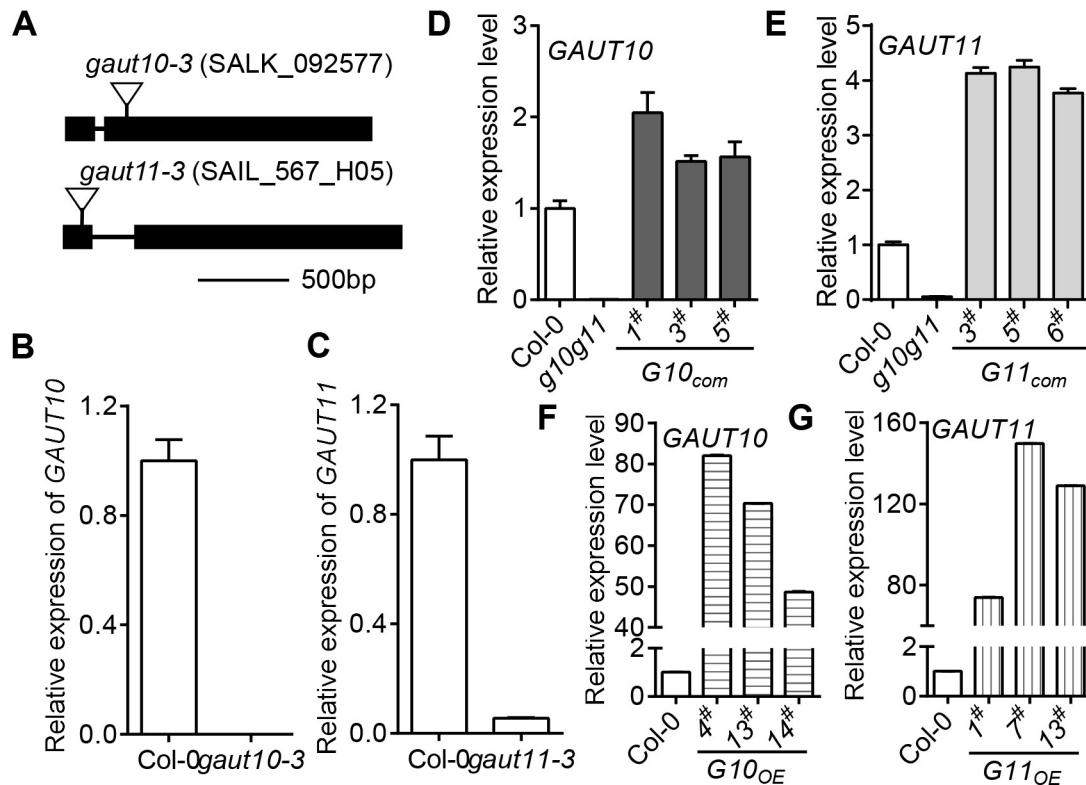 A
gaut10-3 (SALK_092577)
gaut11-3 (SAIL_567_H05)
500bp
B
Relative expression of GAUT10
1.2
0.8
0.4
0.0
Col-0 gaut10-3
C
Relative expression of GAUT11
1.2
0.8
0.4
0.0
Col-0 gaut11-3
D
GAUT10
Relative expression level
3
2
1
0
Col-0 g10g11 1# 3# 5#
G10com
E
GAUT11
Relative expression level
5
4
3
2
1
0
Col-0 g10g11 3# 5# 6#
G11com
F
GAUT10
Relative expression level
90
80
70
60
50
40
2
0
Col-0 4# 13# 14#
G10OE
G
GAUT11
Relative expression level
160
120
80
2
1
0
Col-0 1# 7# 13#
G11OE